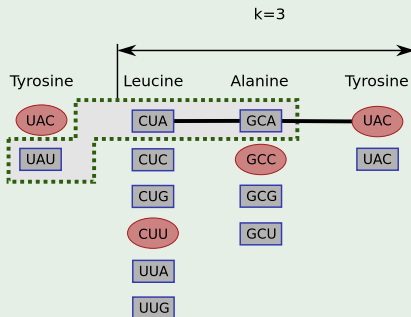 k=3
Tyrosine Leucine Alanine Tyrosine
UAC CUA GCA UAC
UAU CUC GCC UAC
CUG GCG
CUU GCU
UUA
UUG